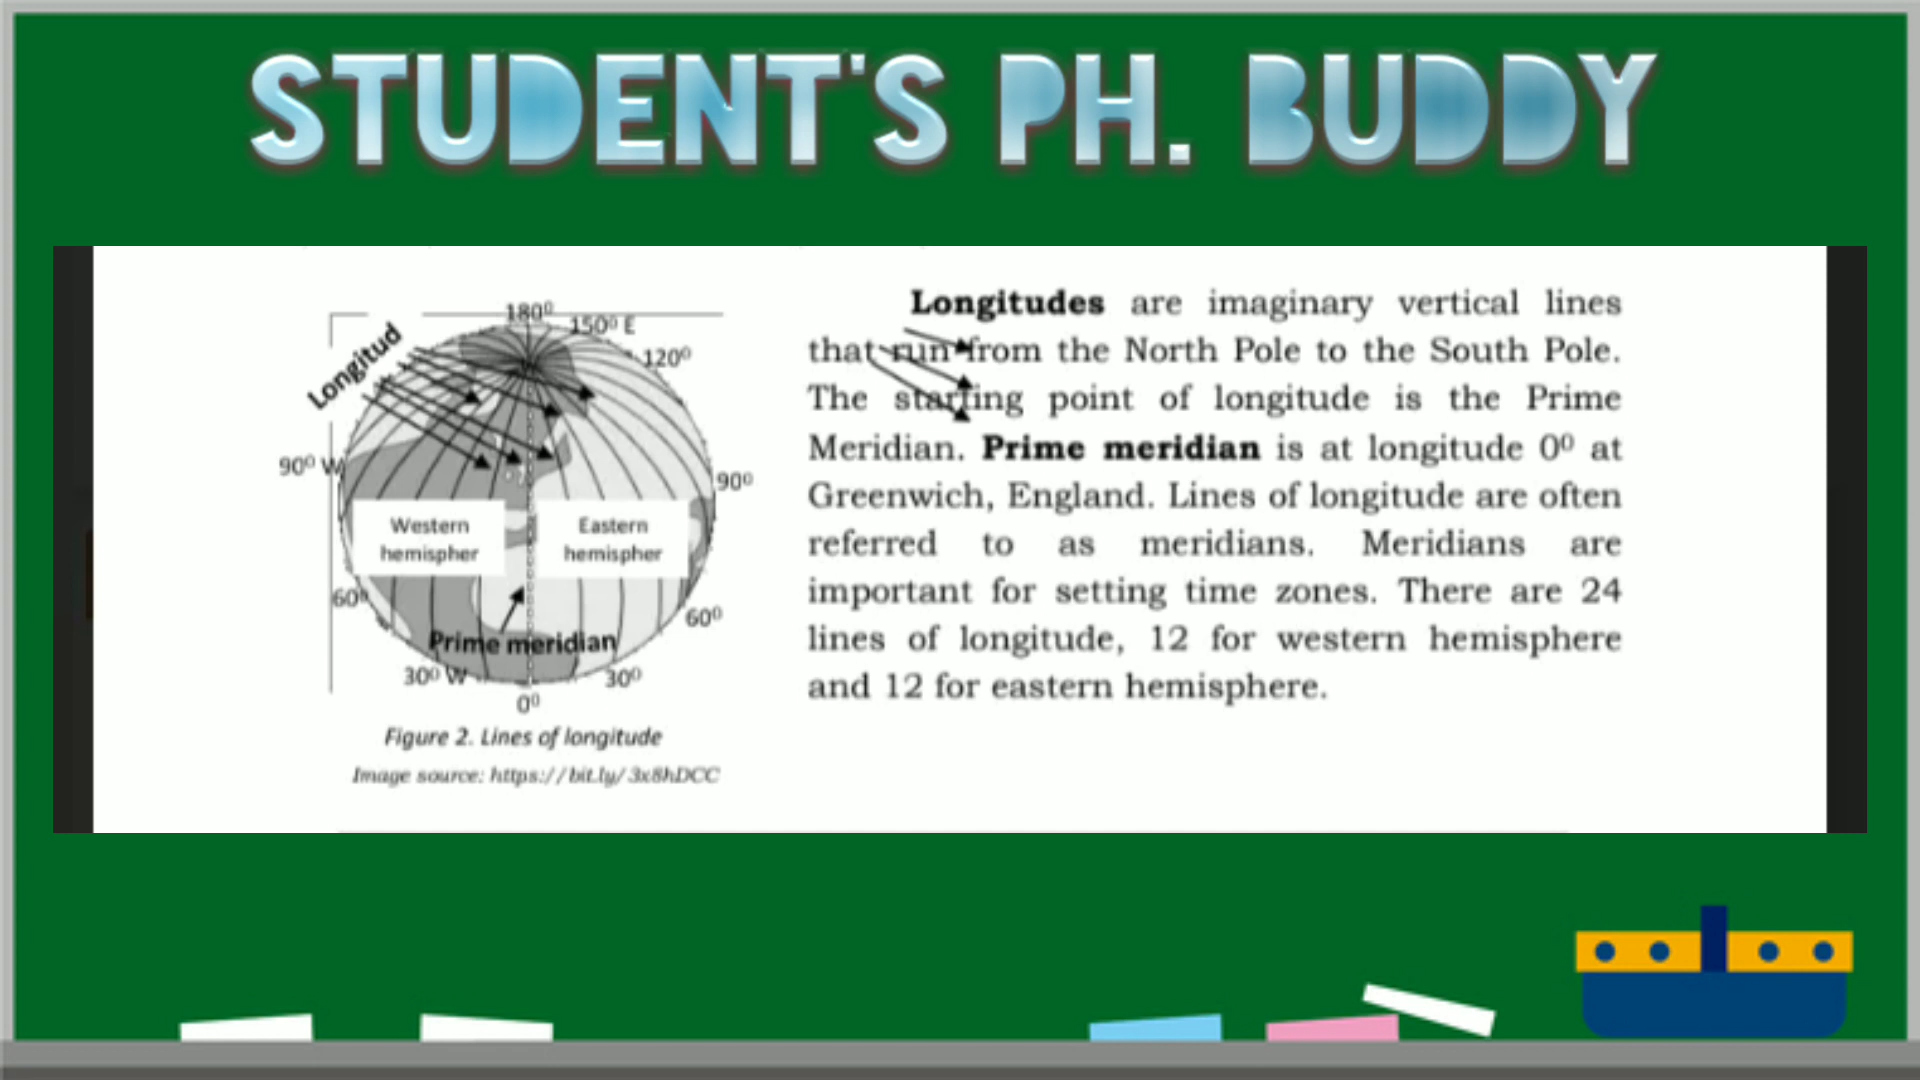 STUDENT'S PH. BUDDY
180⁰
150⁰ E
120⁰
Longitud
90⁰ W
90⁰
Western
hemispher
Eastern
hemispher
60⁰
60⁰
Prime meridian
30⁰ W
30⁰
0⁰
Figure 2. Lines of longitude
Image source: https://bit.ly/3x8hDCC
Longitudes are imaginary vertical lines
that run from the North Pole to the South Pole.
The starting point of longitude is the Prime
Meridian. Prime meridian is at longitude 0⁰ at
Greenwich, England. Lines of longitude are often
referred to as meridians. Meridians are
important for setting time zones. There are 24
lines of longitude, 12 for western hemisphere
and 12 for eastern hemisphere.